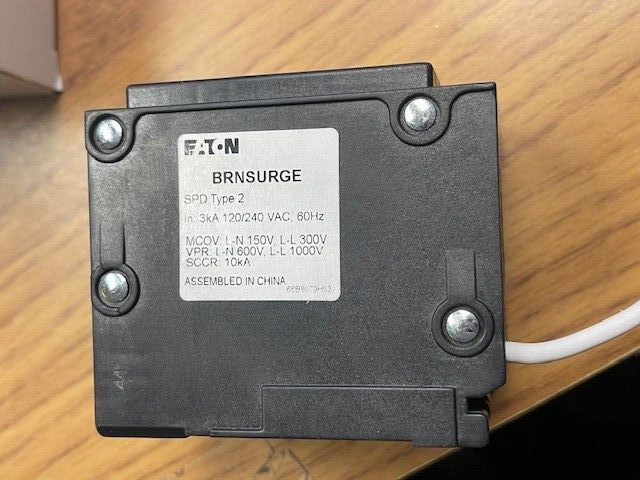 EATON
BRNSURGE
SPD Type 2
In: 3kA 120/240 VAC, 60Hz
MCOV: L-N 150V, L-L 300V
VPR: L-N 600V, L-L 1000V
SCCR: 10kA
ASSEMBLED IN CHINA